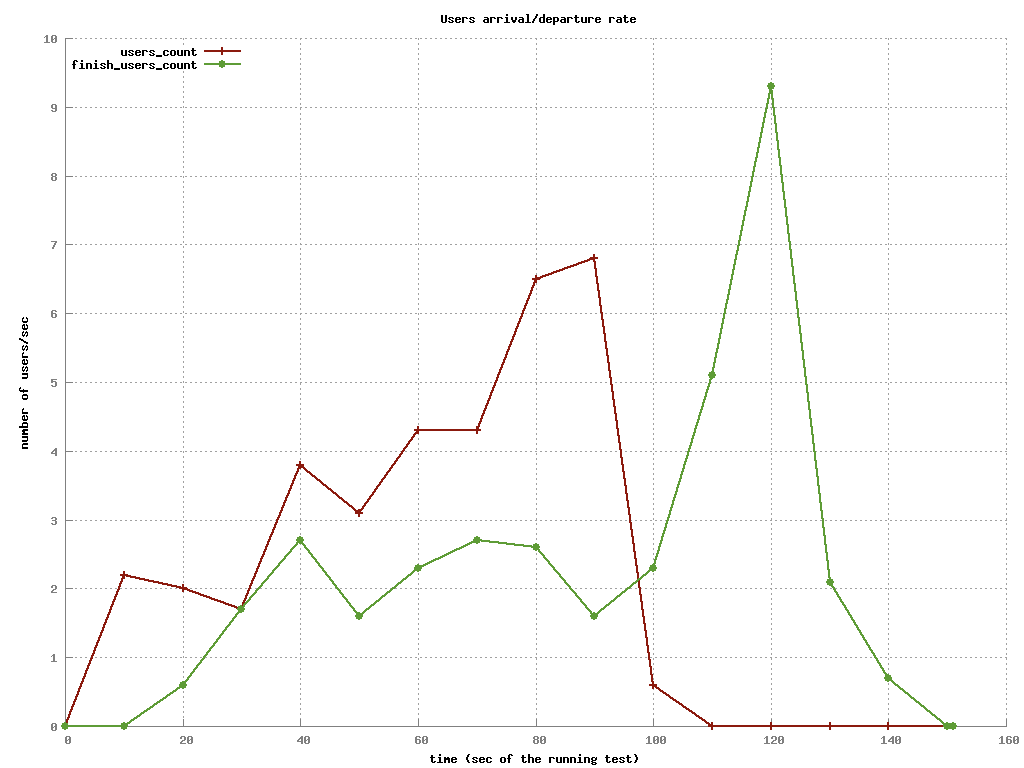 Users arrival/departure rate
users_count
finish_users_count
10
9
8
7
6
5
4
3
2
1
0
number of users/sec
0 20 40 60 80 100 120 140 160
time (sec of the running test)